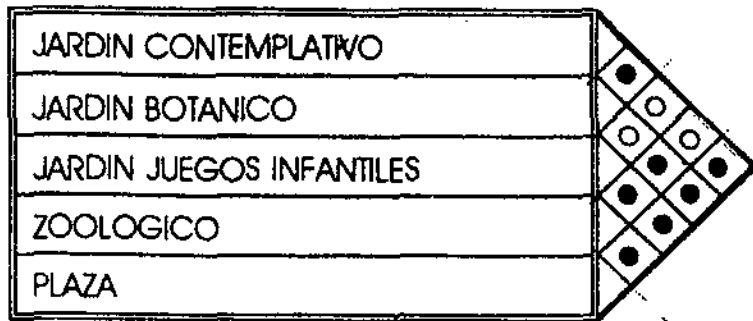 JARDIN CONTEMPLATIVO
JARDIN BOTANICO
JARDIN JUEGOS INFANTILES
ZOOLOGICO
PLAZA